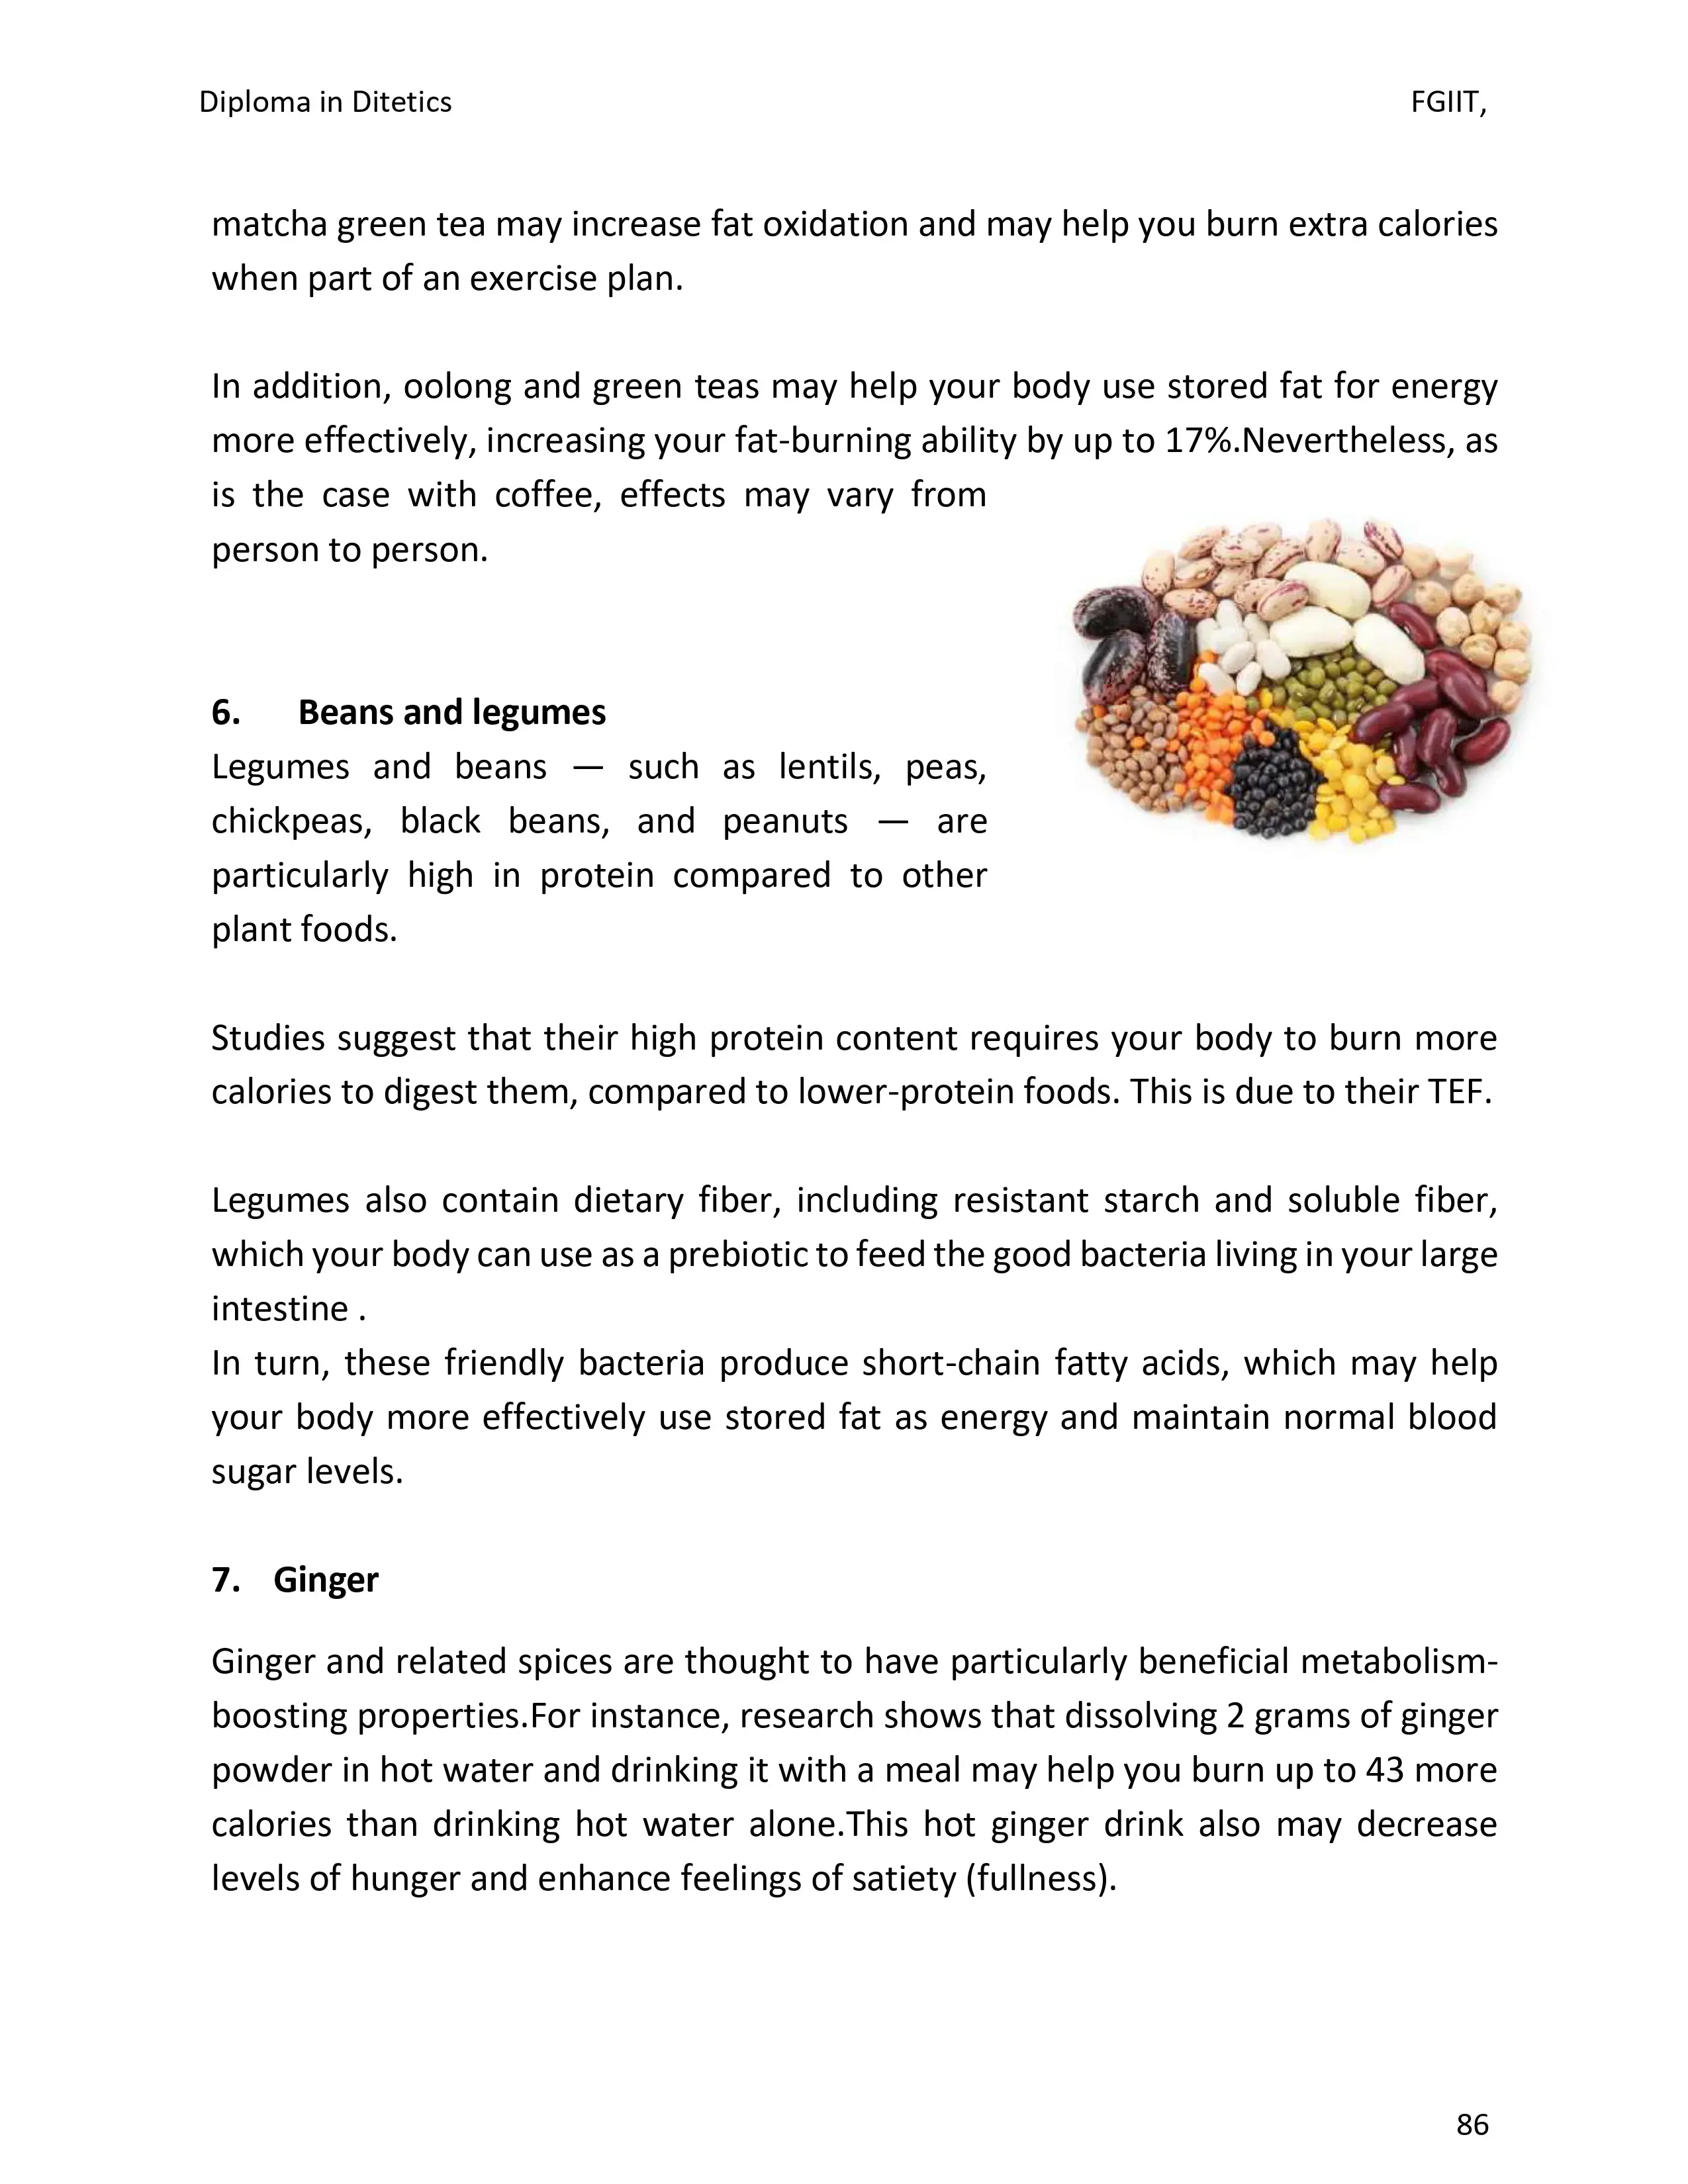 Diploma in Ditetics FGIIT,
matcha green tea may increase fat oxidation and may help you burn extra calories
when part of an exercise plan.
In addition, oolong and green teas may help your body use stored fat for energy
more effectively, increasing your fat-burning ability by up to 17%.Nevertheless, as
is the case with coffee, effects may vary from
person to person.
6. Beans and legumes
Legumes and beans — such as lentils, peas,
chickpeas, black beans, and peanuts — are
particularly high in protein compared to other
plant foods.
Studies suggest that their high protein content requires your body to burn more
calories to digest them, compared to lower-protein foods. This is due to their TEF.
Legumes also contain dietary fiber, including resistant starch and soluble fiber,
which your body can use as a prebiotic to feed the good bacteria living in your large
intestine .
In turn, these friendly bacteria produce short-chain fatty acids, which may help
your body more effectively use stored fat as energy and maintain normal blood
sugar levels.
7. Ginger
Ginger and related spices are thought to have particularly beneficial metabolism-
boosting properties.For instance, research shows that dissolving 2 grams of ginger
powder in hot water and drinking it with a meal may help you burn up to 43 more
calories than drinking hot water alone.This hot ginger drink also may decrease
levels of hunger and enhance feelings of satiety (fullness).
86